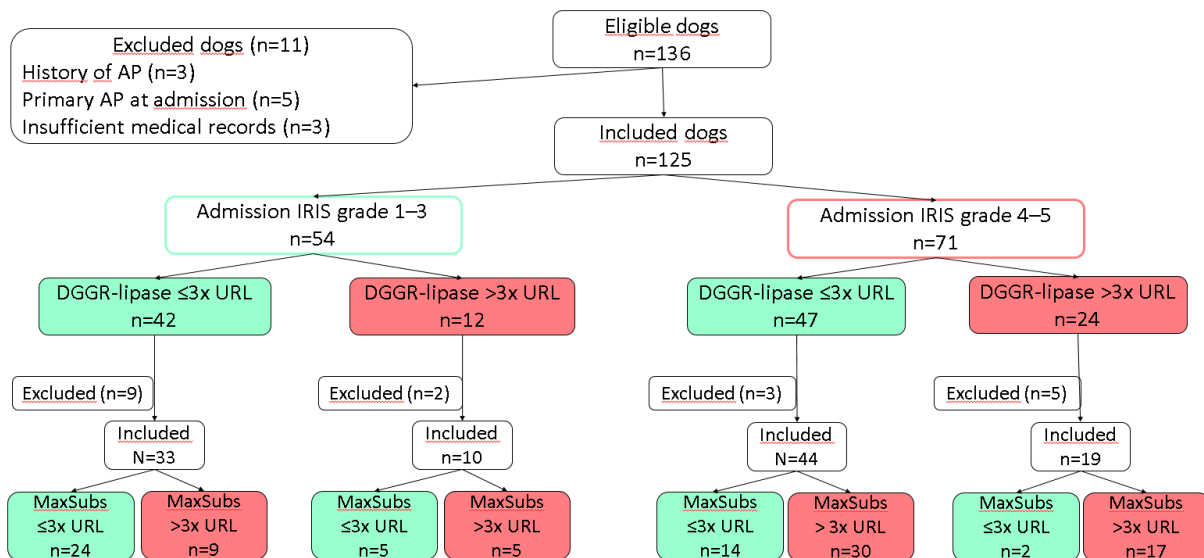 Eligible dogs
n=136
Excluded dogs (n=11)
History of AP (n=3)
Primary AP at admission (n=5)
Insufficient medical records (n=3)
Included dogs
n=125
Admission IRIS grade 1–3
n=54
Admission IRIS grade 4–5
n=71
DGGR-lipase ≤3x URL
n=42
DGGR-lipase >3x URL
n=12
DGGR-lipase ≤3x URL
n=47
DGGR-lipase >3x URL
n=24
Excluded (n=9)
Excluded (n=2)
Excluded (n=3)
Excluded (n=5)
Included
N=33
Included
n=10
Included
N=44
Included
n=19
MaxSubs
≤3x URL
n=24
MaxSubs
>3x URL
n=9
MaxSubs
≤3x URL
n=5
MaxSubs
>3x URL
n=5
MaxSubs
≤3x URL
n=14
MaxSubs
> 3x URL
n=30
MaxSubs
≤3x URL
n=2
MaxSubs
>3x URL
n=17